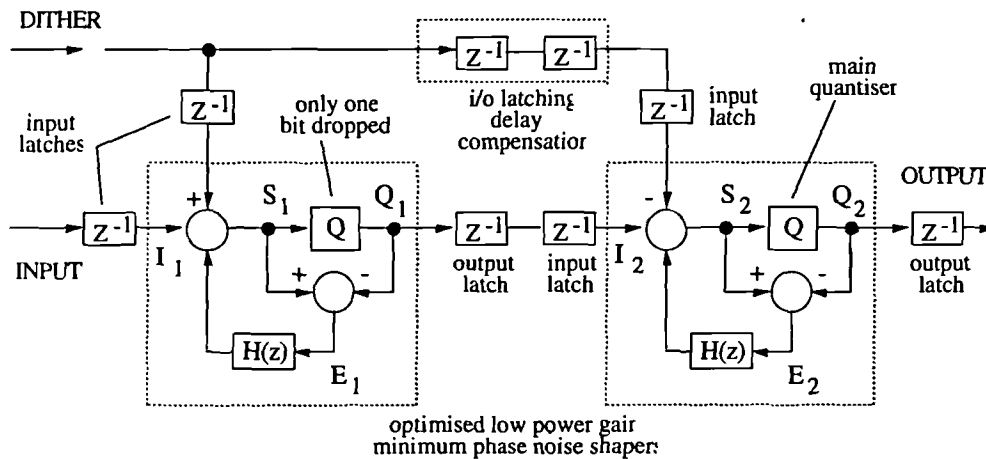 DITHER
Z-1
Z-1
main
quantiser
input
latches
Z-1
only one
bit dropped
i/o latching
delay
compensation
Z-1
input
latch
+
S1
Q1
-
S2
Q2
OUTPUT
Z-1
Q
Z-1
Z-1
Q
Z-1
INPUT
I1
+
-
output
latch
input
latch
I2
+
-
output
latch
H(z)
E1
H(z)
E2
optimised low power gain
minimum phase noise shapers